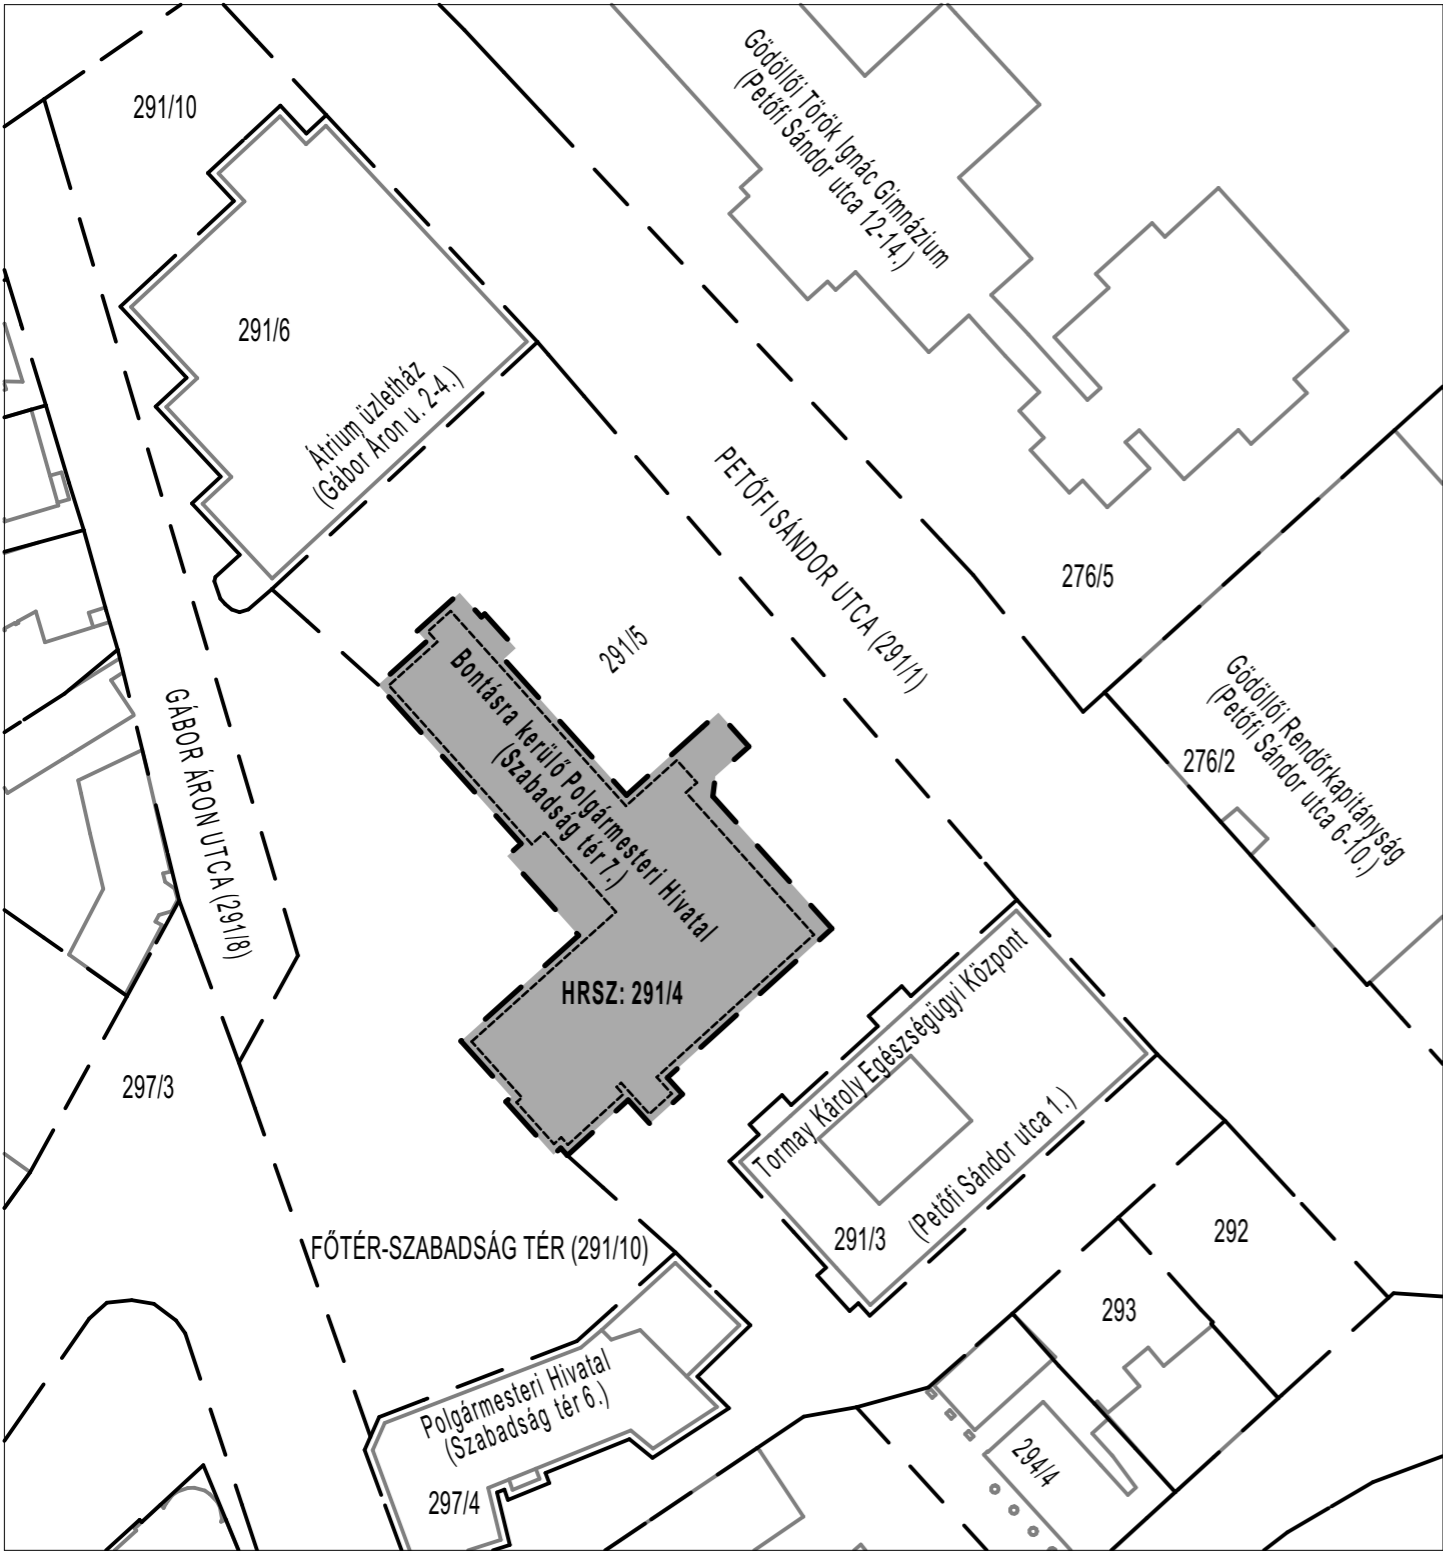 291/10
Gödöllői Török Ignác Gimnázium
(Petőfi Sándor utca 12-14.)
291/6
Átrium üzletház
(Gábor Áron u. 2-4.)
PETŐFI SÁNDOR UTCA (291/1)
276/5
291/5
Bontásra kerülő Polgármesteri Hivatal
(Szabadság tér 7.)
HRSZ: 291/4
GÁBOR ÁRON UTCA (291/8)
276/2
Gödöllői Rendőrkapitányság
(Petőfi Sándor utca 6-10.)
297/3
Tormay Károly Egészségügyi Központ
(Petőfi Sándor utca 1.)
291/3
FŐTÉR-SZABADSÁG TÉR (291/10)
292
293
Polgármesteri Hivatal
(Szabadság tér 6.)
294/4
297/4